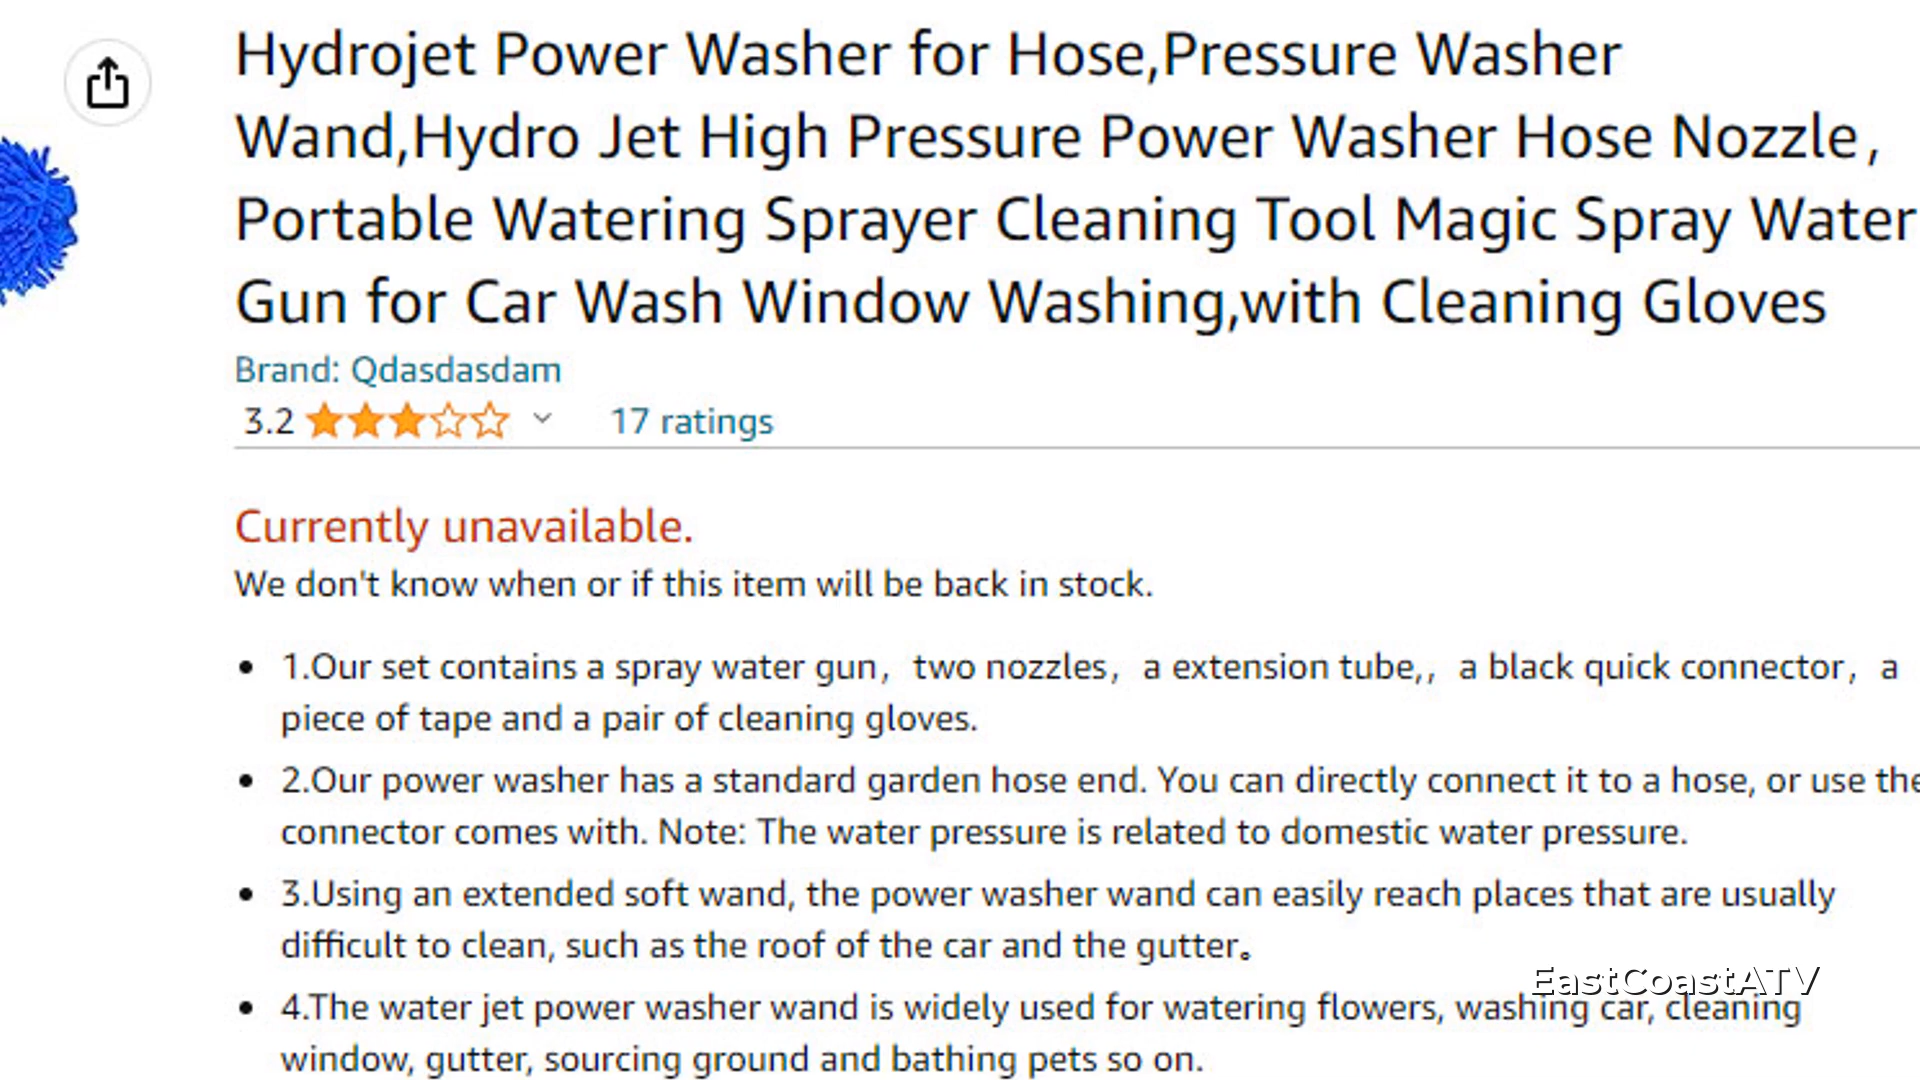 Hydrojet Power Washer for Hose,Pressure Washer
Wand,Hydro Jet High Pressure Power Washer Hose Nozzle，
Portable Watering Sprayer Cleaning Tool Magic Spray Water
Gun for Car Wash Window Washing,with Cleaning Gloves
Brand: Qdasdasdam
3.2 17 ratings
Currently unavailable.
We don't know when or if this item will be back in stock.
• 1.Our set contains a spray water gun，two nozzles，a extension tube,，a black quick connector，a
piece of tape and a pair of cleaning gloves.
• 2.Our power washer has a standard garden hose end. You can directly connect it to a hose, or use the
connector comes with. Note: The water pressure is related to domestic water pressure.
• 3.Using an extended soft wand, the power washer wand can easily reach places that are usually
difficult to clean, such as the roof of the car and the gutter。
EastCoastATV
• 4.The water jet power washer wand is widely used for watering flowers, washing car, cleaning
window, gutter, sourcing ground and bathing pets so on.